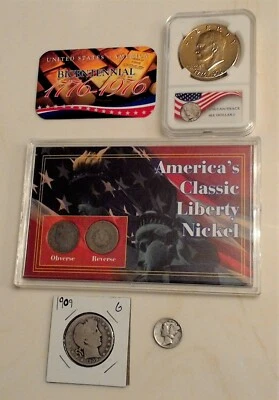 UNITED STATES
BICENTENNIAL
1776-1976
America's
Classic
Liberty
Nickel
Obverse
Reverse
1909
G